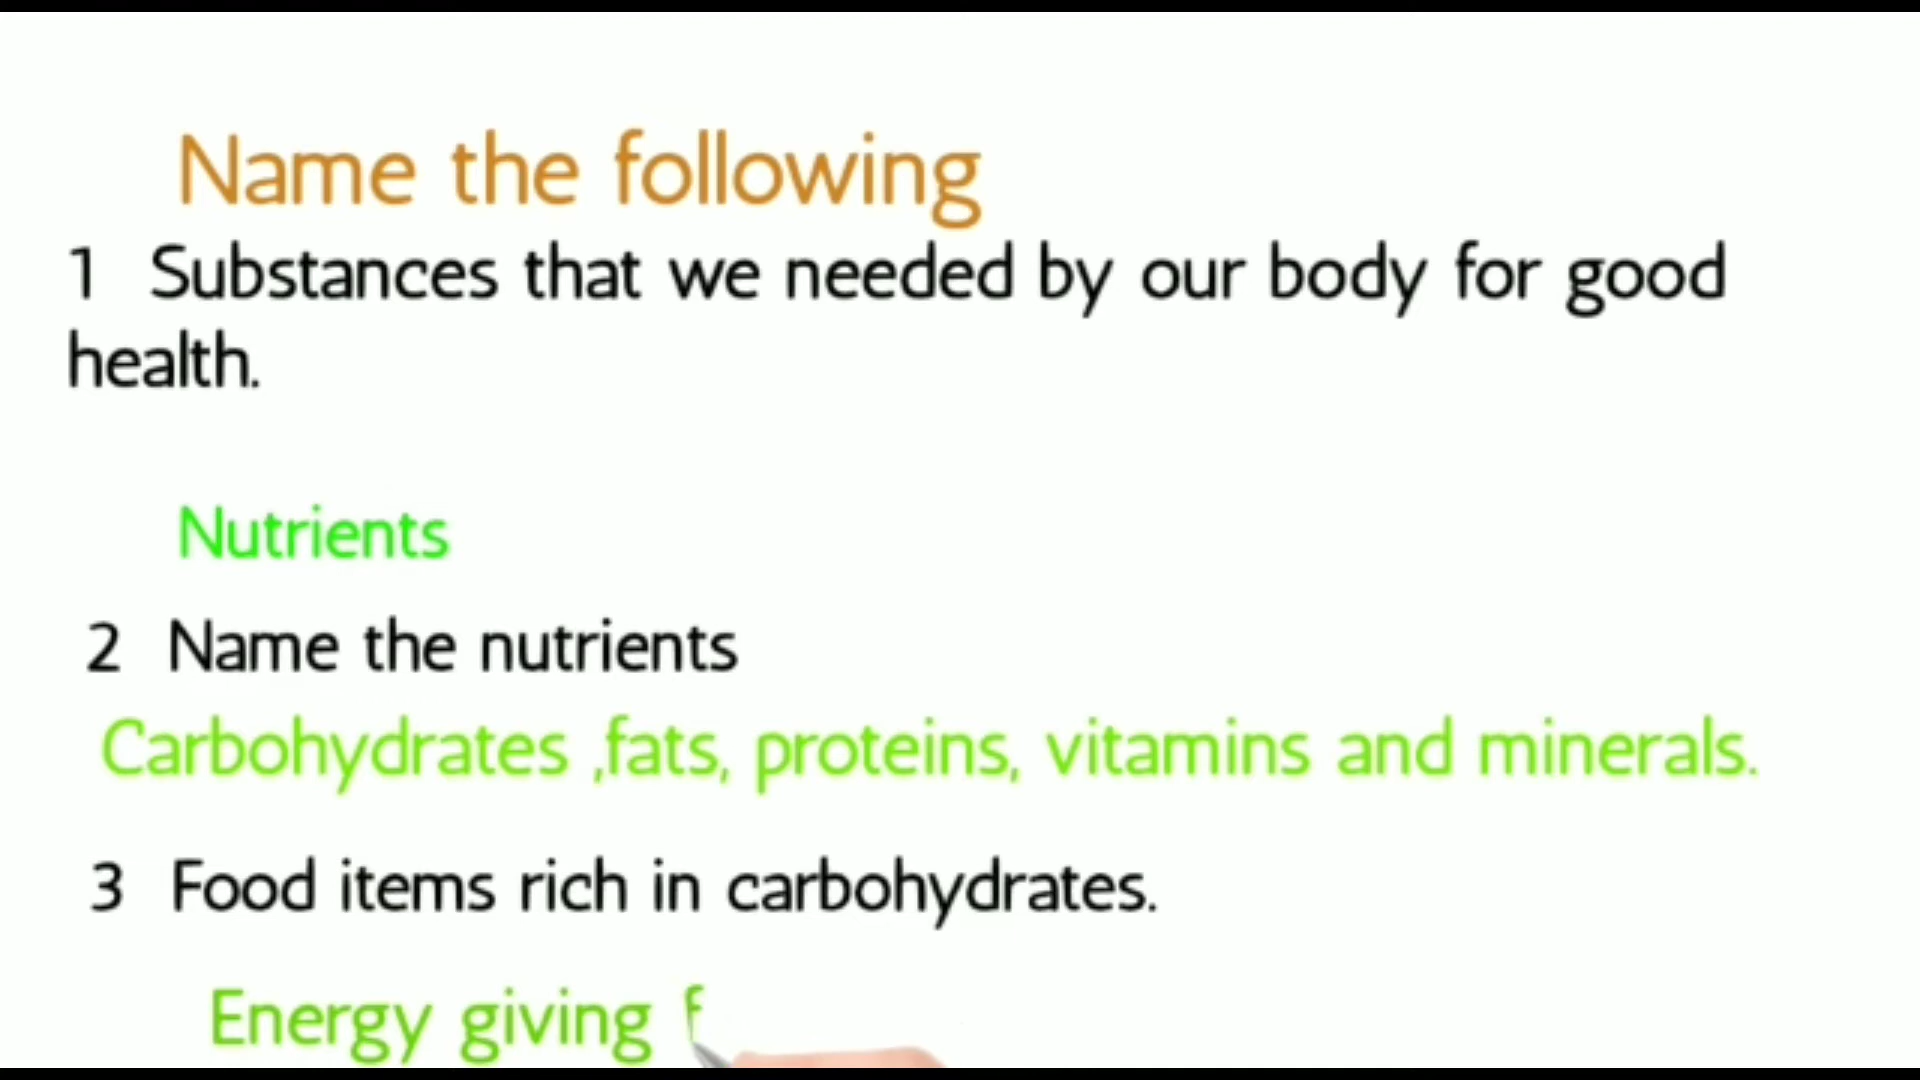 Name the following
1 Substances that we needed by our body for good
health.
Nutrients
2 Name the nutrients
Carbohydrates ,fats, proteins, vitamins and minerals.
3 Food items rich in carbohydrates.
Energy giving f